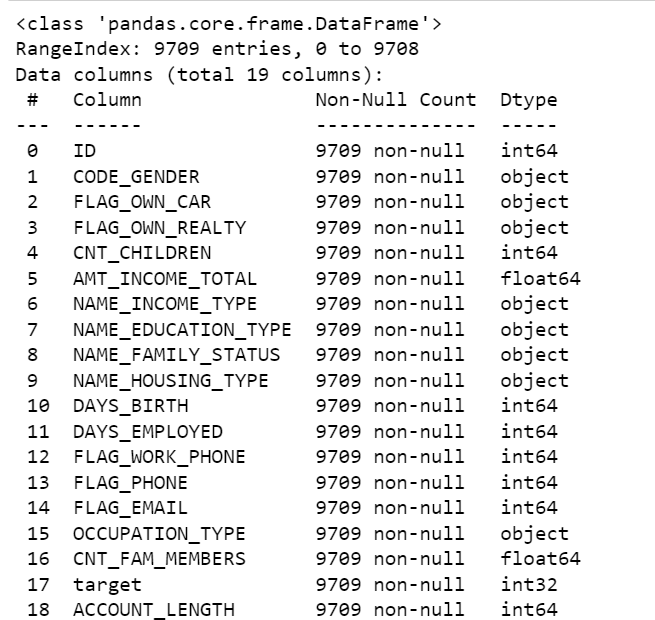 <class 'pandas.core.frame.DataFrame'>
RangeIndex: 9709 entries, 0 to 9708
Data columns (total 19 columns):
 #   Column               Non-Null Count  Dtype
---  ------               --------------  -----
 0   ID                   9709 non-null   int64
 1   CODE_GENDER          9709 non-null   object
 2   FLAG_OWN_CAR         9709 non-null   object
 3   FLAG_OWN_REALTY      9709 non-null   object
 4   CNT_CHILDREN         9709 non-null   int64
 5   AMT_INCOME_TOTAL     9709 non-null   float64
 6   NAME_INCOME_TYPE     9709 non-null   object
 7   NAME_EDUCATION_TYPE  9709 non-null   object
 8   NAME_FAMILY_STATUS   9709 non-null   object
 9   NAME_HOUSING_TYPE    9709 non-null   object
 10  DAYS_BIRTH           9709 non-null   int64
 11  DAYS_EMPLOYED        9709 non-null   int64
 12  FLAG_WORK_PHONE      9709 non-null   int64
 13  FLAG_PHONE           9709 non-null   int64
 14  FLAG_EMAIL           9709 non-null   int64
 15  OCCUPATION_TYPE      9709 non-null   object
 16  CNT_FAM_MEMBERS      9709 non-null   float64
 17  target               9709 non-null   int32
 18  ACCOUNT_LENGTH       9709 non-null   int64